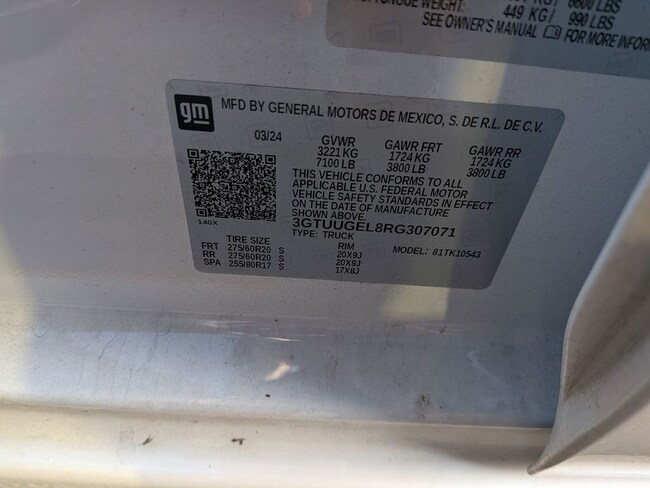 TONGUE WEIGHT:
449 KG/ 990 LBS
SEE OWNER'S MANUAL FOR MORE INFOR
gm
MFD BY GENERAL MOTORS DE MEXICO, S. DE R.L. DE C.V.
03/24 GVWR GAWR FRT GAWR RR
3221 KG 1724 KG 1724 KG
7100 LB 3800 LB 3800 LB
THIS VEHICLE CONFORMS TO ALL
APPLICABLE U.S. FEDERAL MOTOR
VEHICLE SAFETY STANDARDS IN EFFECT
ON THE DATE OF MANUFACTURE
SHOWN ABOVE.
140X
3GTUUGEL8RG307071
TYPE: TRUCK
TIRE SIZE RIM MODEL: 81TK10543
FRT 275/60R20 S 20X9J
RR 275/60R20 S 20X9J
SPA 255/80R17 S 17X8J